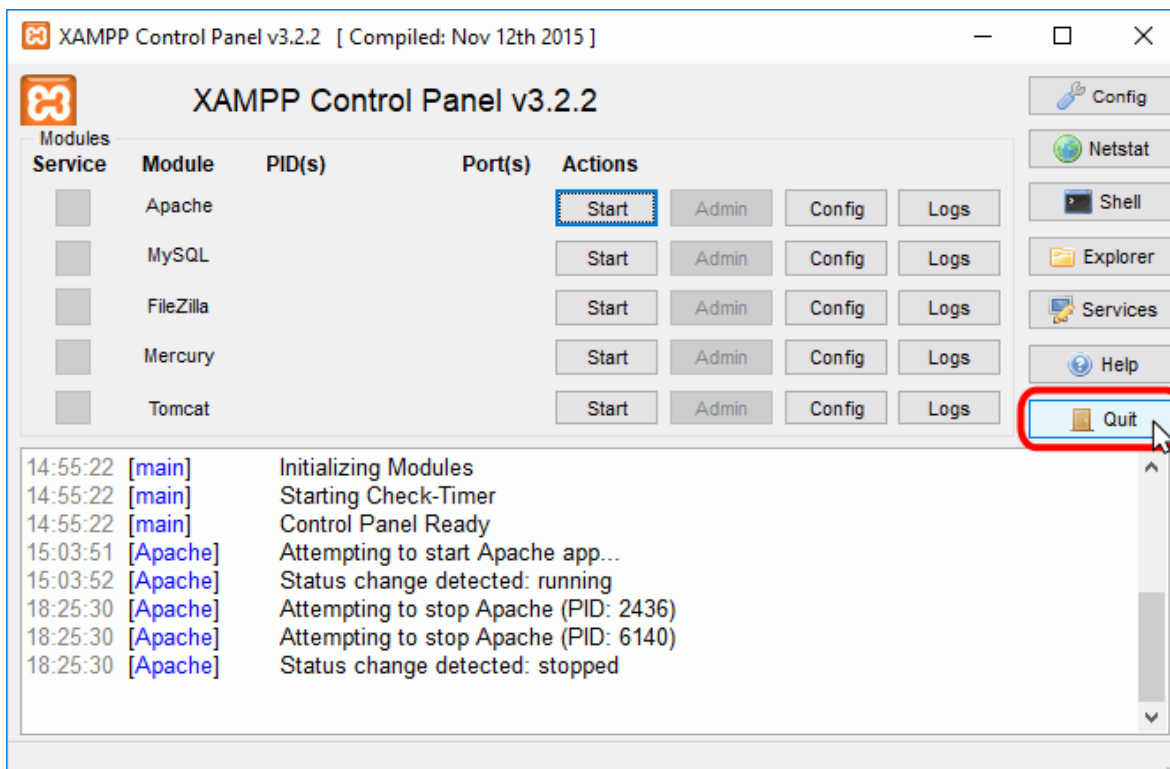 XAMPP Control Panel v3.2.2 [ Compiled: Nov 12th 2015 ]
XAMPP Control Panel v3.2.2
Config
Modules
Service Module PID(s) Port(s) Actions
Netstat
Apache Start Admin Config Logs
Shell
MySQL Start Admin Config Logs
Explorer
FileZilla Start Admin Config Logs
Services
Mercury Start Admin Config Logs
Help
Tomcat Start Admin Config Logs
Quit
14:55:22 [main] Initializing Modules
14:55:22 [main] Starting Check-Timer
14:55:22 [main] Control Panel Ready
15:03:51 [Apache] Attempting to start Apache app...
15:03:52 [Apache] Status change detected: running
18:25:30 [Apache] Attempting to stop Apache (PID: 2436)
18:25:30 [Apache] Attempting to stop Apache (PID: 6140)
18:25:30 [Apache] Status change detected: stopped